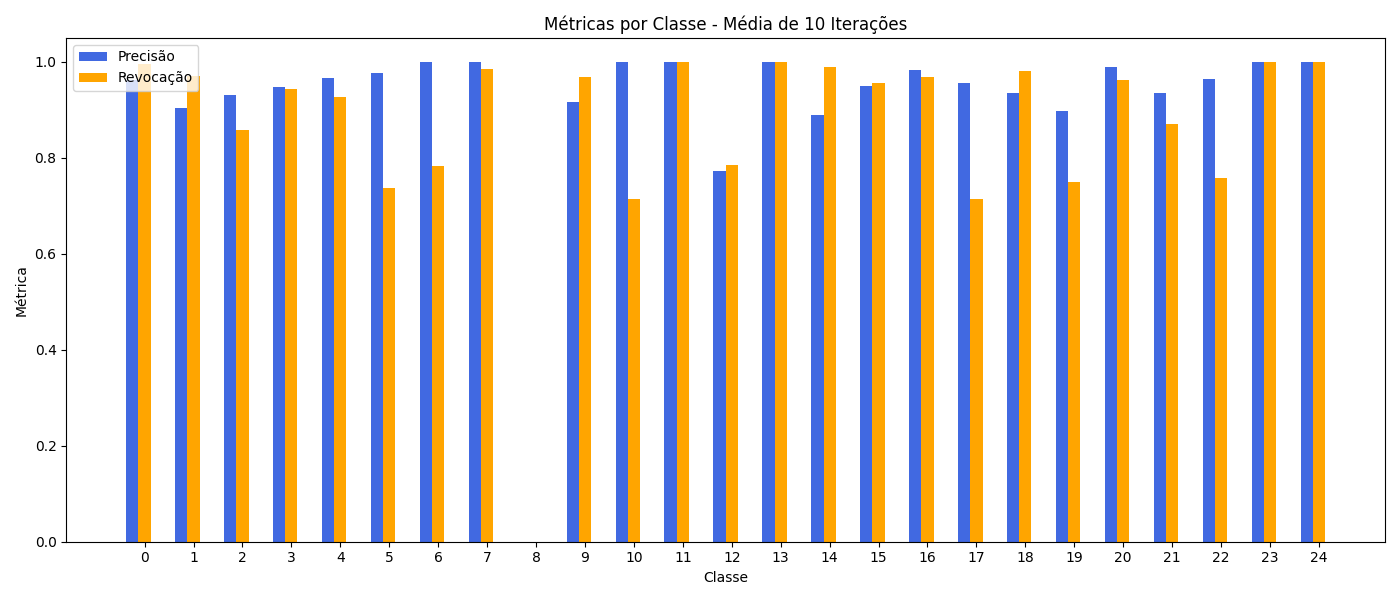 Métricas por Classe - Média de 10 Iterações
Precisão
Revocação
1.0
0.8
0.6
0.4
0.2
0.0
Métrica
0 1 2 3 4 5 6 7 8 9 10 11 12 13 14 15 16 17 18 19 20 21 22 23 24
Classe